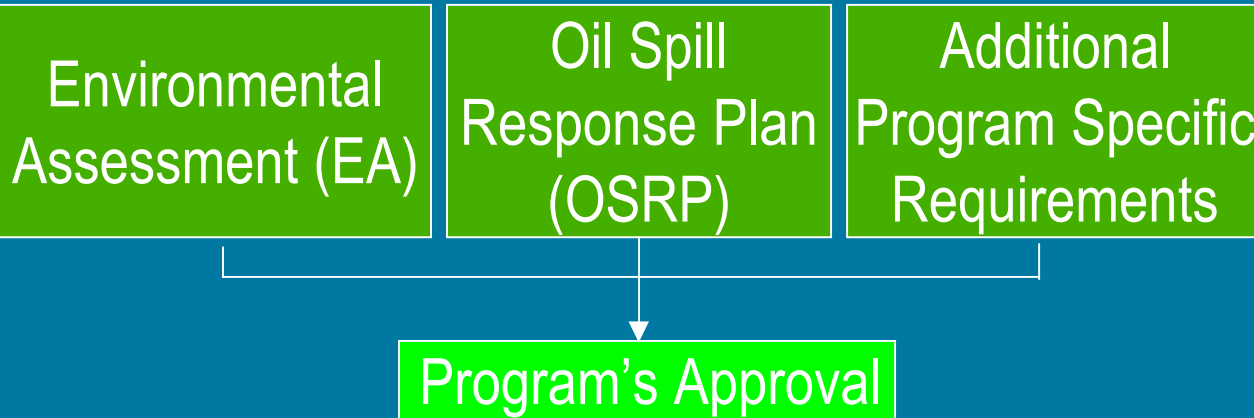 Environmental
Assessment (EA)
Oil Spill
Response Plan
(OSRP)
Additional
Program Specific
Requirements
Program’s Approval